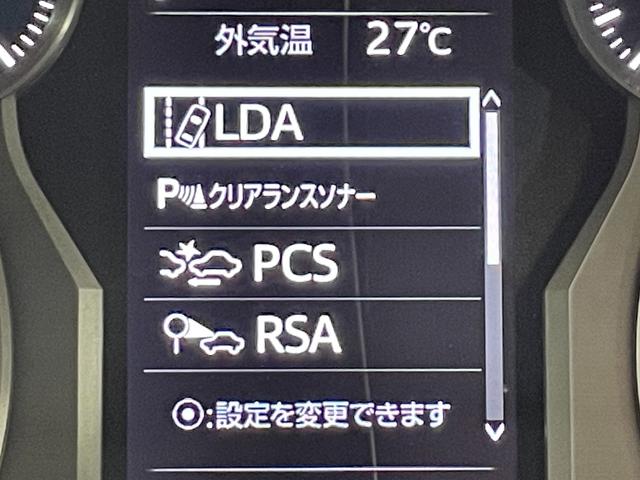 外気温 27℃
LDA
Pクリアランスソナー
PCS
RSA
⦿:設定を変更できます